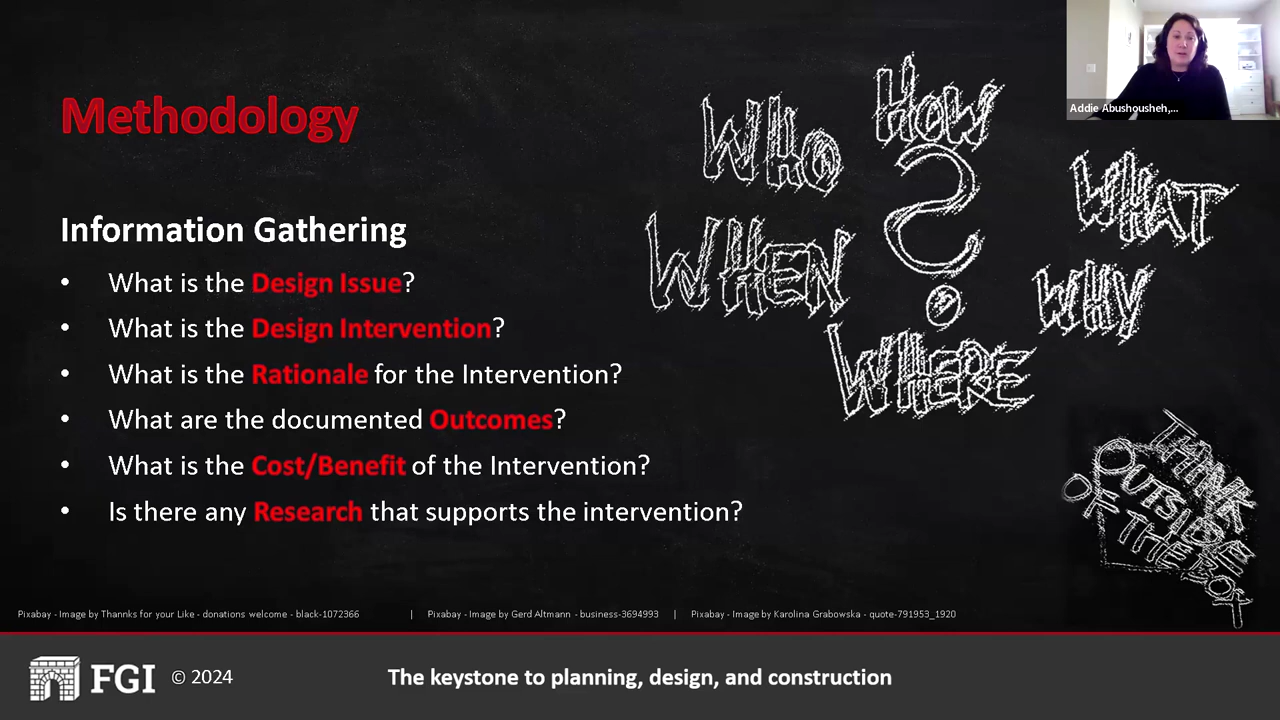 Methodology
Information Gathering
• What is the Design Issue?
• What is the Design Intervention?
• What is the Rationale for the Intervention?
• What are the documented Outcomes?
• What is the Cost/Benefit of the Intervention?
• Is there any Research that supports the intervention?
WHO
HOW
?
WHAT
WHEN
WHY
WHERE
THINK
OUTSIDE
OF THE BOX
Addie Abushousheh,...
Pixabay - Image by Thannks for your Like - donations welcome - black-1072366 | Pixabay - Image by Gerd Altmann - business-3694993 | Pixabay - Image by Karolina Grabowska - quote-791953_1920
FGI © 2024
The keystone to planning, design, and construction